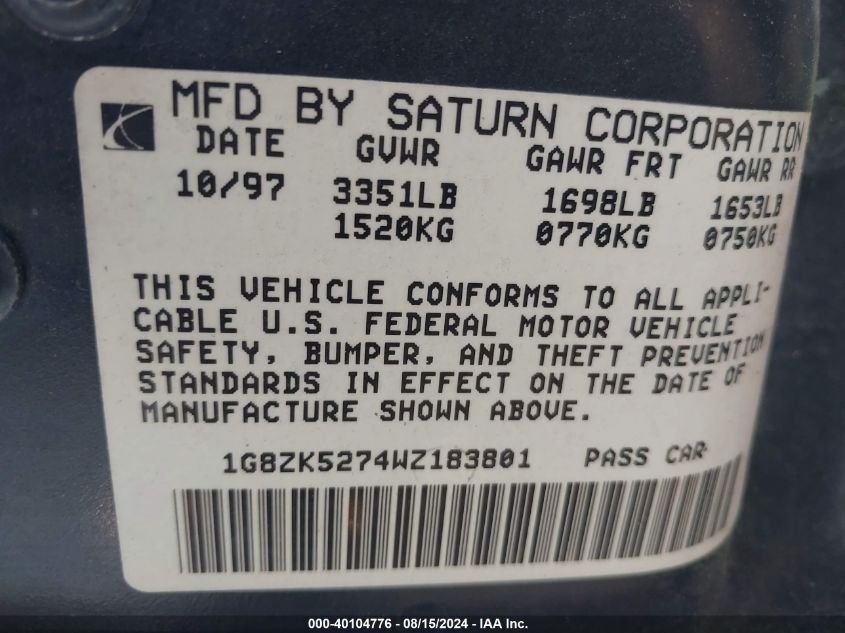 MFD BY SATURN CORPORATION
DATE GVWR GAWR FRT GAWR RR
10/97 3351LB 1698LB 1653LB
1520KG 0770KG 0750KG
THIS VEHICLE CONFORMS TO ALL APPLI-
CABLE U.S. FEDERAL MOTOR VEHICLE
SAFETY, BUMPER, AND THEFT PREVENTION
STANDARDS IN EFFECT ON THE DATE OF
MANUFACTURE SHOWN ABOVE.
1G8ZK5274WZ183801 PASS CAR
000-40104776 - 08/15/2024 - IAA Inc.